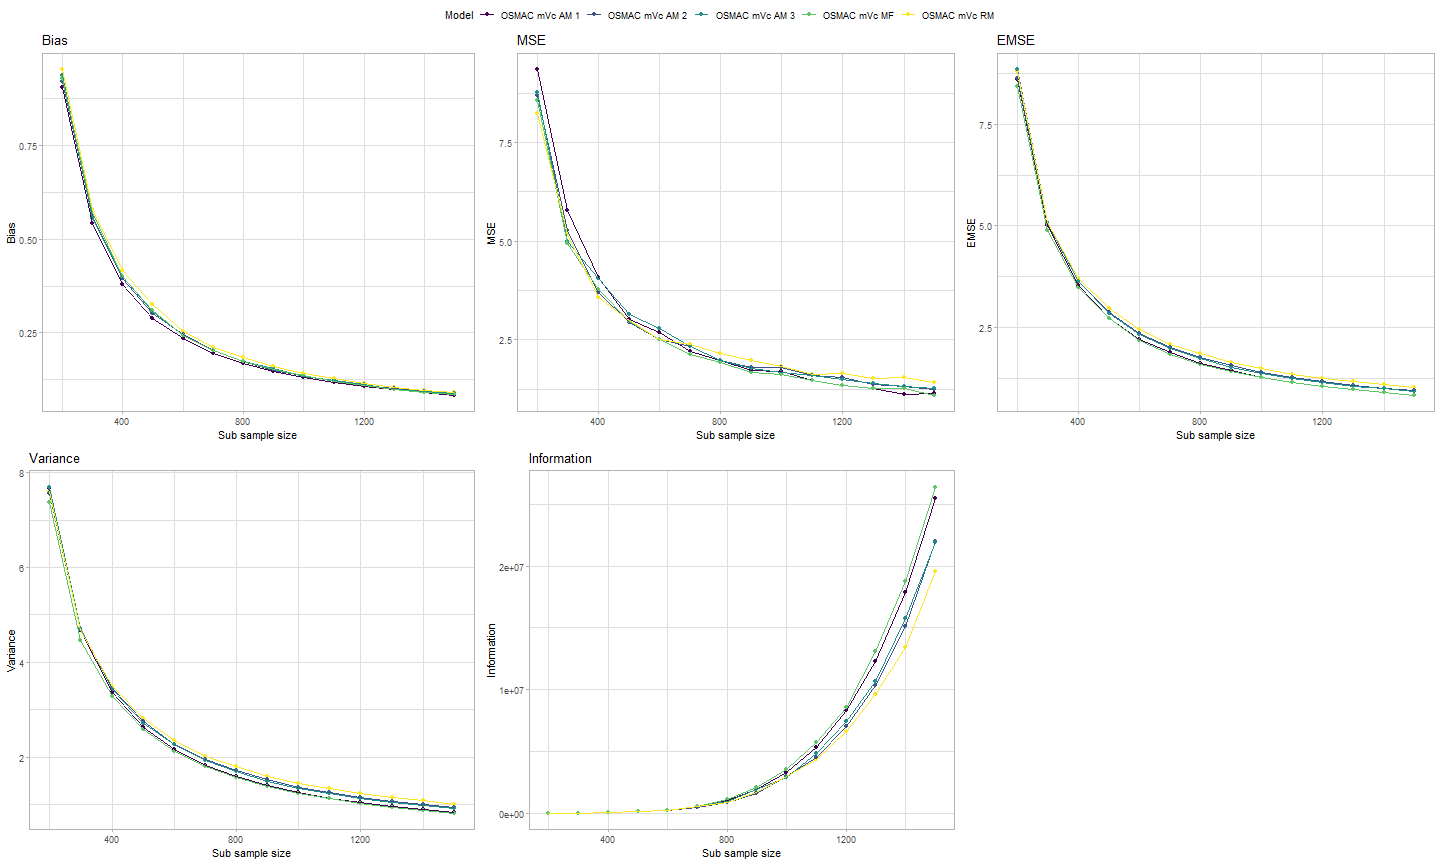 Model OSMAC mVc AM 1 OSMAC mVc AM 2 OSMAC mVc AM 3 OSMAC mVc MF OSMAC mVc RM
Bias
0.75
0.50
0.25
Bias
400 1200
Sub sample size
MSE
7.5
5.0
2.5
MSE
400 1200
Sub sample size
EMSE
7.5
5.0
2.5
EMSE
400 1200
Sub sample size
Variance
8
6
4
2
Variance
400 800 1200
Sub sample size
Information
2e+07
1e+07
0e+00
Information
400 800 1200
Sub sample size